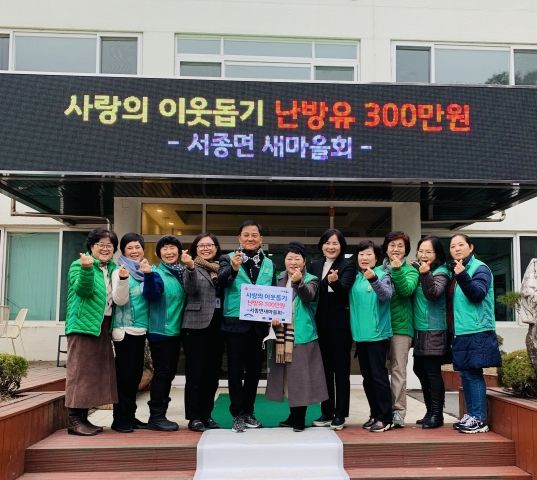 사랑의 이웃돕기 난방유 300만원
- 서종면 새마을회 -
사랑의 이웃돕기
난방유 300만원
-서종면새마을회-